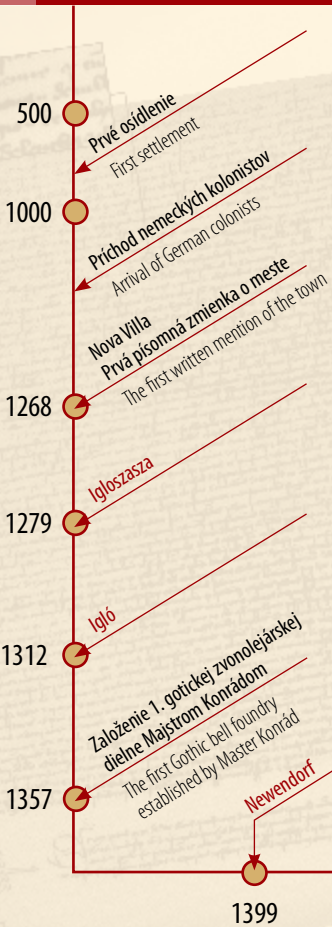 500
Prvé osídlenie
First settlement
1000
Príchod nemeckých kolonistov
Arrival of German colonists
Nova Villa
Prvá písomná zmienka o meste
The first written mention of the town
1268
Igloszasza
1279
Igló
1312
Založenie 1. gotickej zvonolejárskej
dielne Majstrom Konrádom
The first Gothic bell foundry
established by Master Konrád
1357
Newendorf
1399